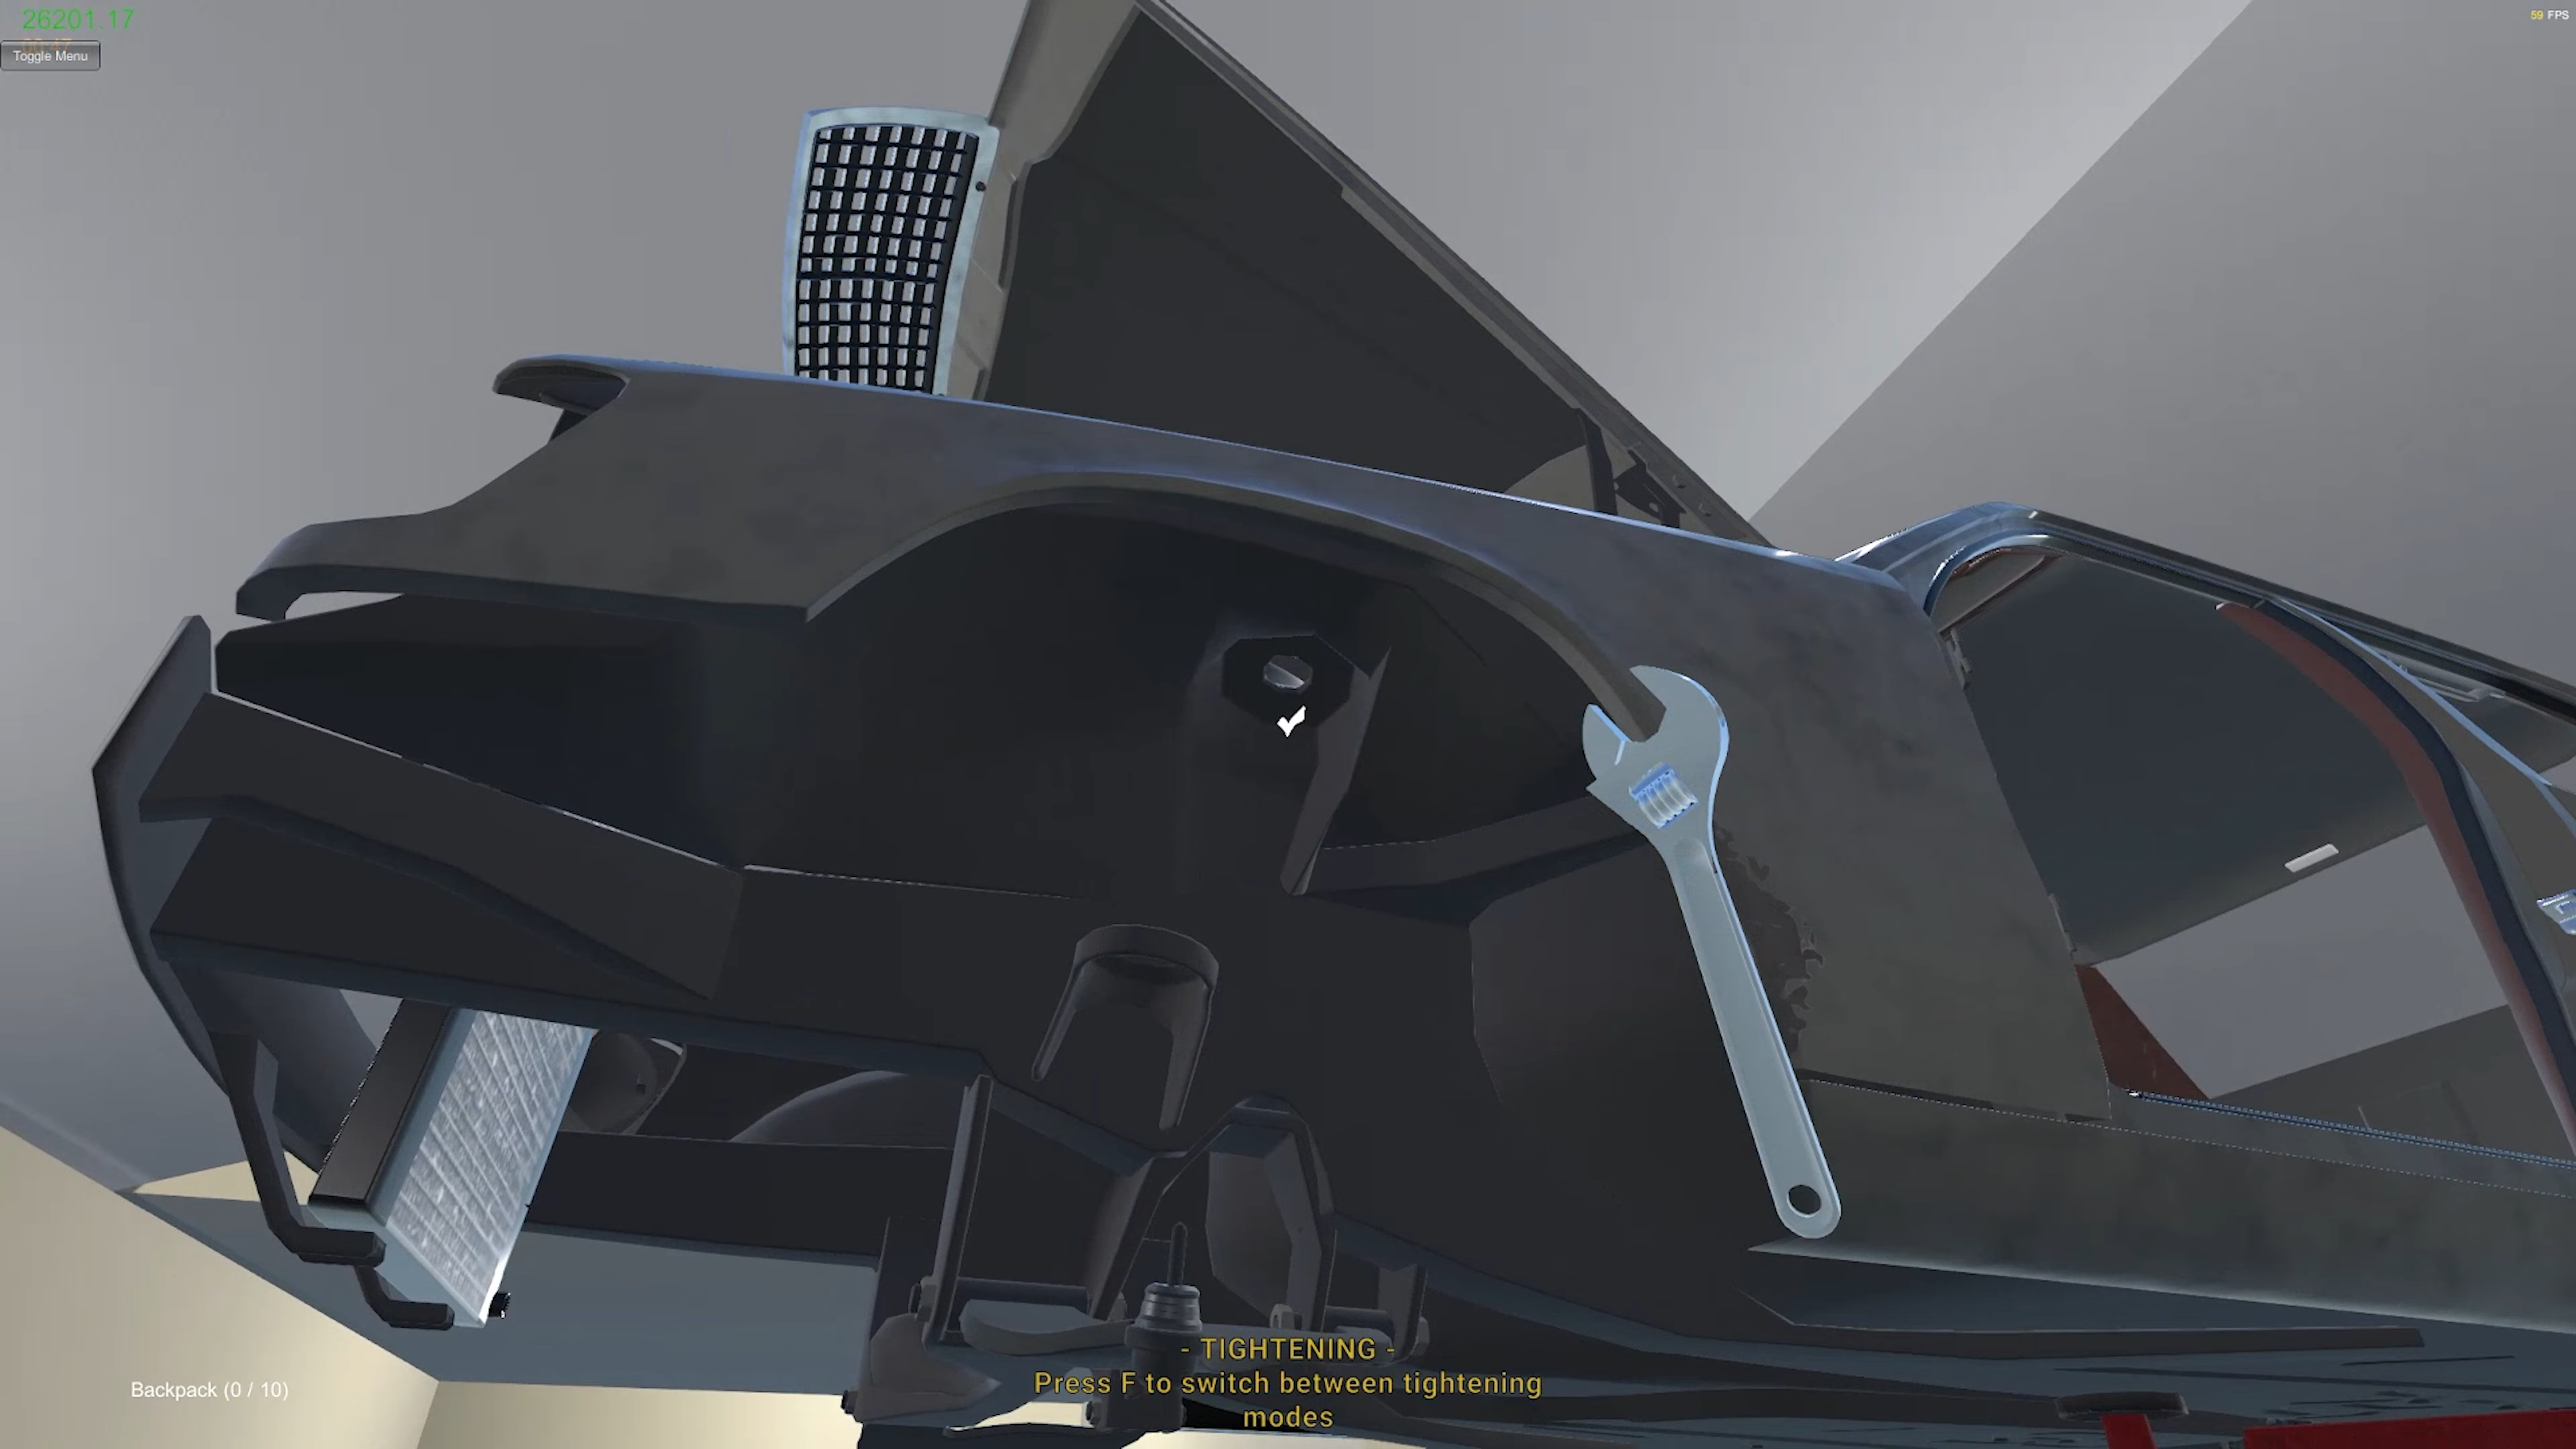 26201.17
59 FPS
Toggle Menu
- TIGHTENING -
Press F to switch between tightening
modes
Backpack (0 / 10)